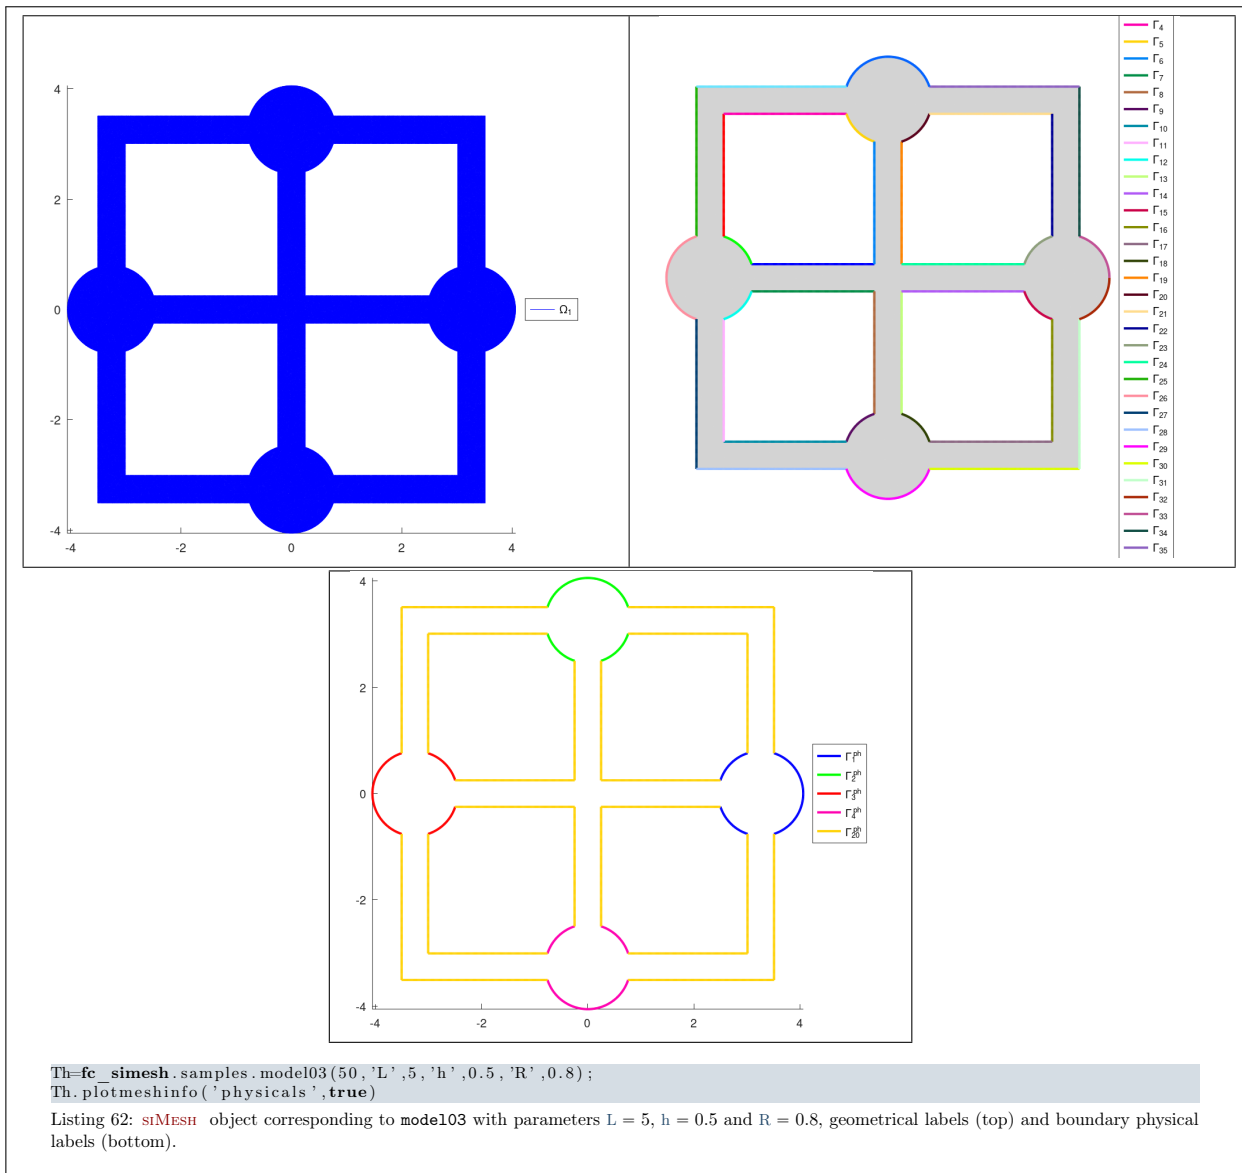 4
2
0
-2
-4
-4
-2
0
2
4
Ω₁
Γ₄
Γ₅
Γ₆
Γ₇
Γ₈
Γ₉
Γ₁₀
Γ₁₁
Γ₁₂
Γ₁₃
Γ₁₄
Γ₁₅
Γ₁₆
Γ₁₇
Γ₁₈
Γ₁₉
Γ₂₀
Γ₂₁
Γ₂₂
Γ₂₃
Γ₂₄
Γ₂₅
Γ₂₆
Γ₂₇
Γ₂₈
Γ₂₉
Γ₃₀
Γ₃₁
Γ₃₂
Γ₃₃
Γ₃₄
Γ₃₅
4
2
0
-2
-4
-4
-2
0
2
4
Γ₁ᵖʰ
Γ₂ᵖʰ
Γ₃ᵖʰ
Γ₄ᵖʰ
Γ₂₀ᵖʰ
Th=fc_simesh.samples.model03(50,'L',5,'h',0.5,'R',0.8);
Th.plotmeshinfo('physicals',true)
Listing 62: siMesh object corresponding to model03 with parameters L = 5, h = 0.5 and R = 0.8, geometrical labels (top) and boundary physical
labels (bottom).